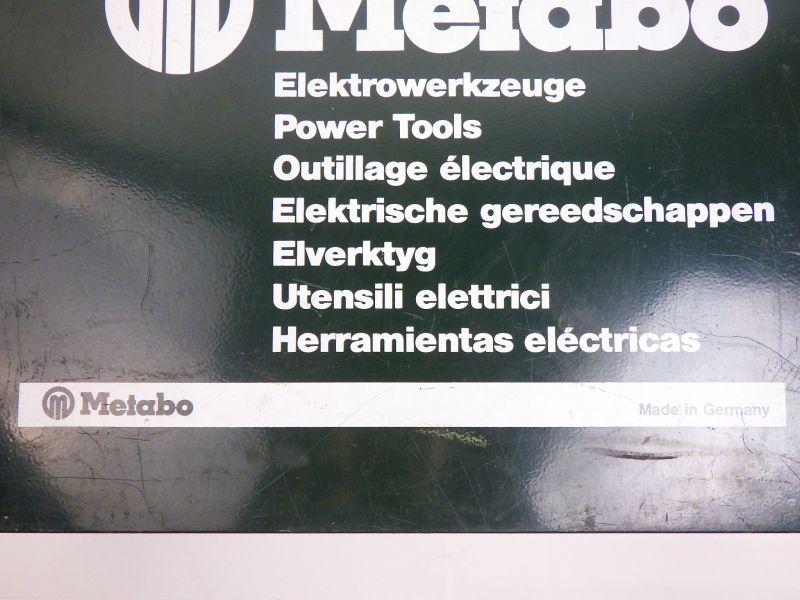 Metabo
Elektrowerkzeuge
Power Tools
Outillage électrique
Elektrische gereedschappen
Elverktyg
Utensili elettrici
Herramientas eléctricas
Metabo Made in Germany